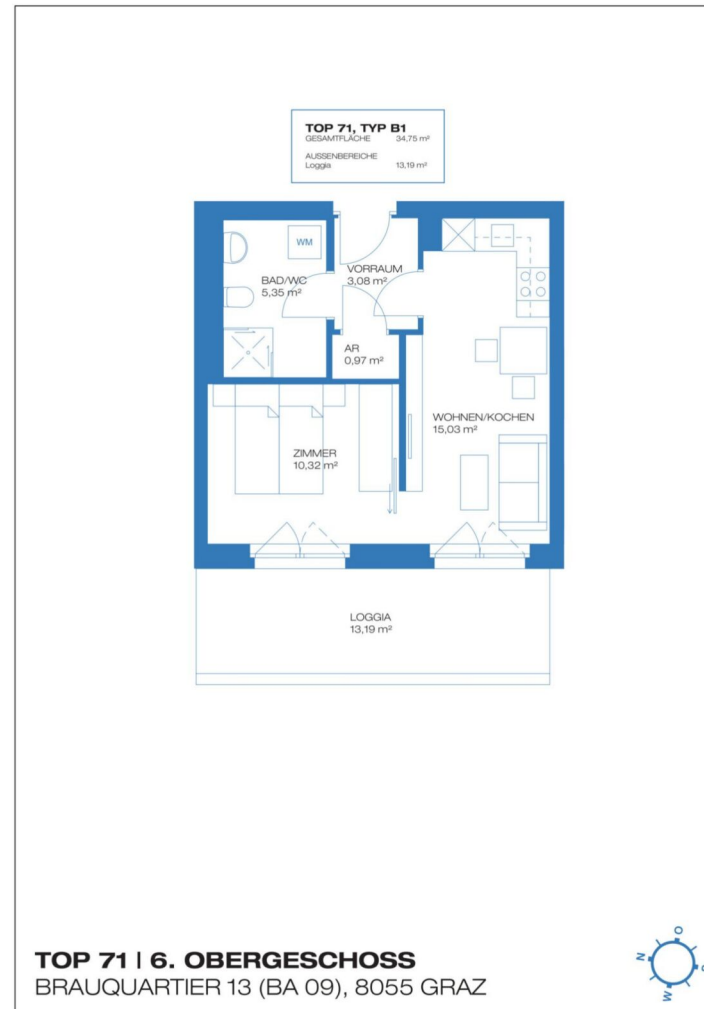 TOP 71, TYP B1
GESAMTFLÄCHE 34,75 m²
AUSSENBEREICHE
Loggia 13,19 m²
WM
BAD/WC
5,35 m²
VORRAUM
3,08 m²
AR
0,97 m²
WOHNEN/KOCHEN
15,03 m²
ZIMMER
10,32 m²
LOGGIA
13,19 m²
TOP 71 | 6. OBERGESCHOSS
BRAUQUARTIER 13 (BA 09), 8055 GRAZ
N
O
S
W